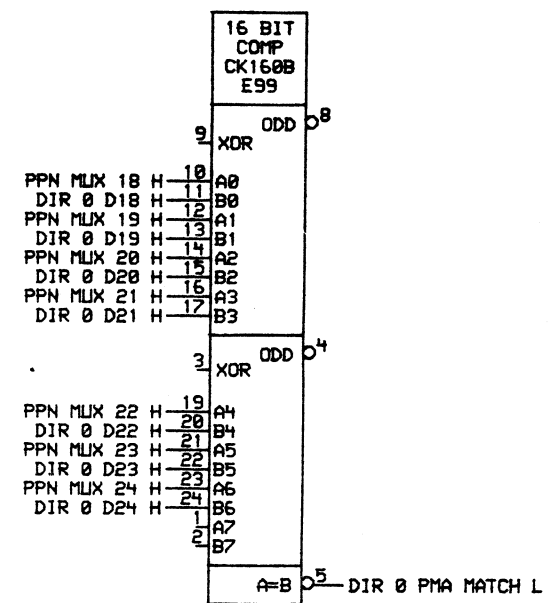 16 BIT
COMP
CK160B
E99
ODD 8
9 XOR
PPN MUX 18 H 10 A0
DIR 0 D18 H 11 B0
PPN MUX 19 H 12 A1
DIR 0 D19 H 13 B1
PPN MUX 20 H 14 A2
DIR 0 D20 H 15 B2
PPN MUX 21 H 16 A3
DIR 0 D21 H 17 B3
ODD 4
3 XOR
PPN MUX 22 H 19 A4
DIR 0 D22 H 20 B4
PPN MUX 23 H 21 A5
DIR 0 D23 H 22 B5
PPN MUX 24 H 23 A6
DIR 0 D24 H 24 B6
1 A7
2 B7
A=B 5 DIR 0 PMA MATCH L